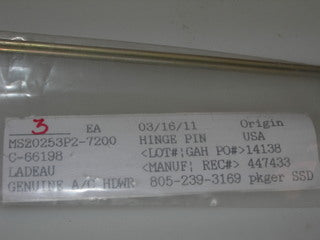 3 EA 03/16/11 Origin
MS20253P2-7200 HINGE PIN USA
C-66198 <LOT#¦GAH PO#>14138
LADEAU <MANUF¦ REC#> 447433
GENUINE A/C HDWR 805-239-3169 pkger SSD